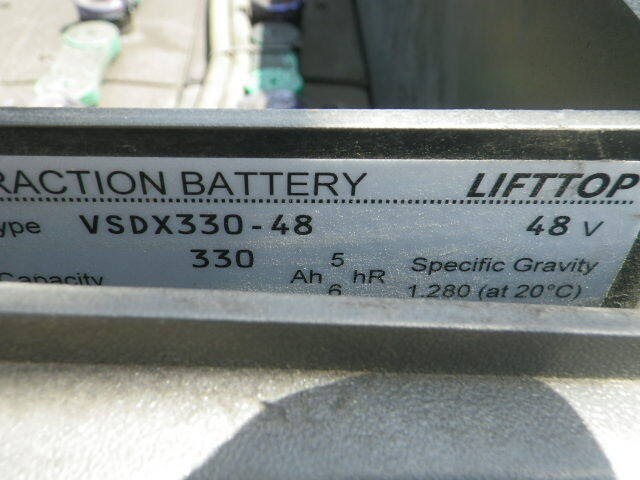 RACTION BATTERY LIFTTOP
ype VSDX330-48 48 V
Capacity 330 Ah 5 hR Specific Gravity
6 1.280 (at 20°C)